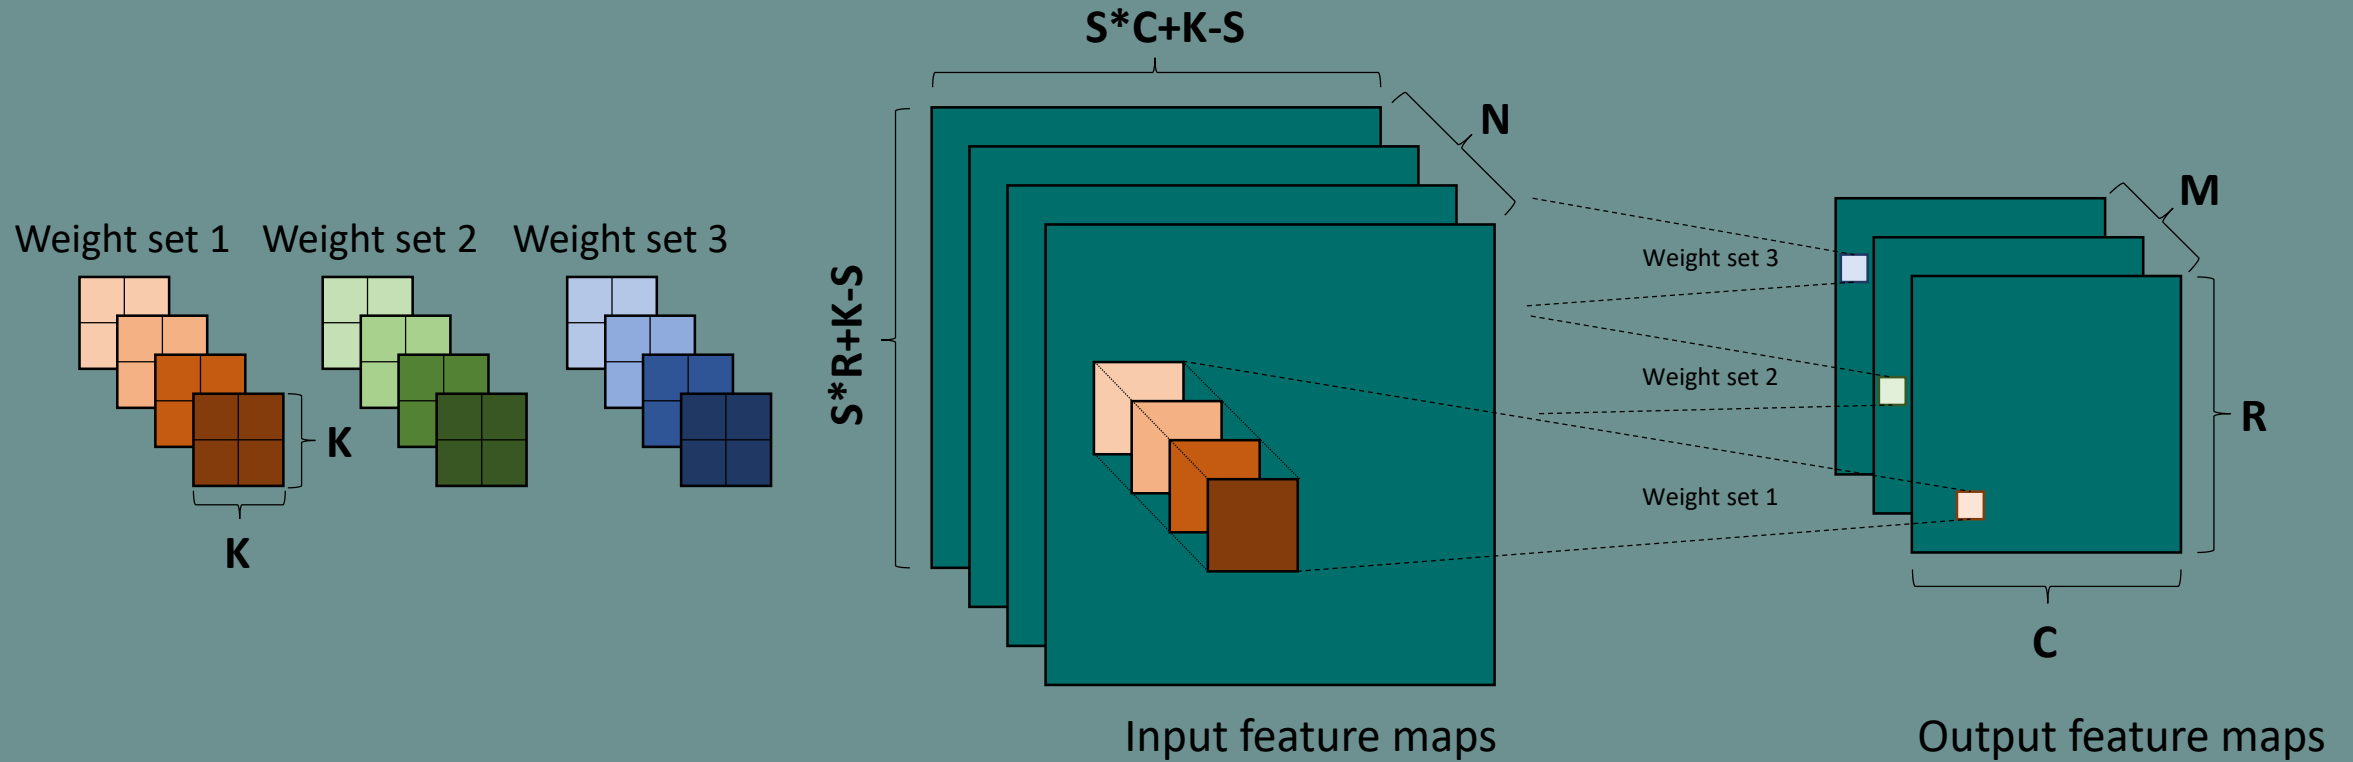 S*C+K-S
N
M
Weight set 1
Weight set 2
Weight set 3
Weight set 3
S*R+K-S
Weight set 2
R
K
Weight set 1
K
C
Input feature maps
Output feature maps